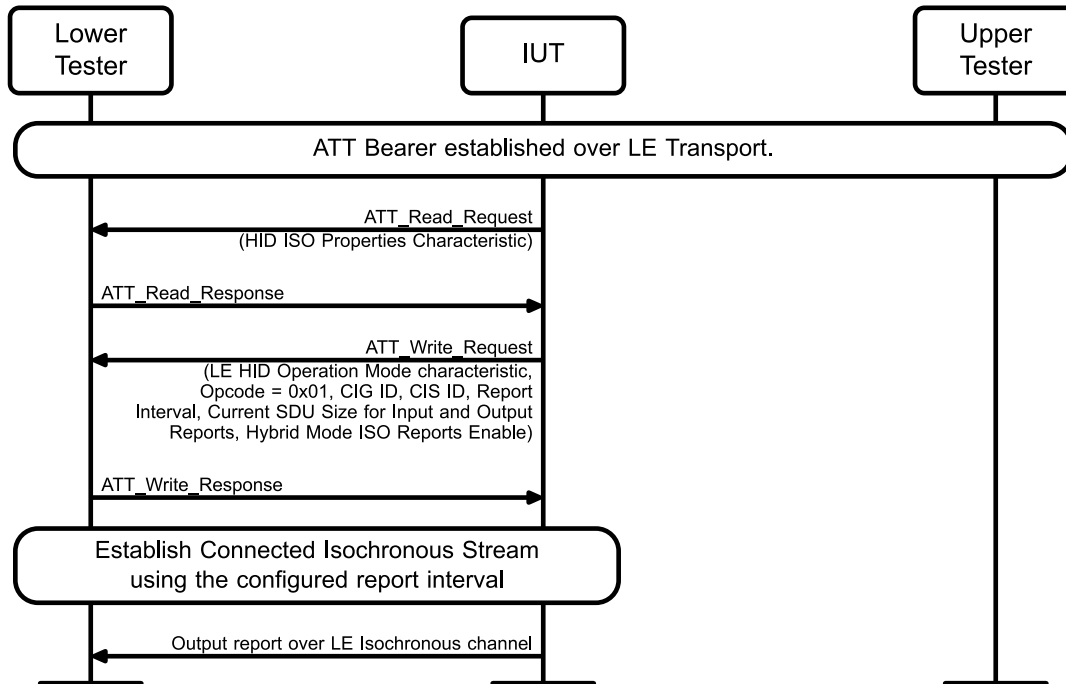 Lower
Tester
IUT
Upper
Tester
ATT Bearer established over LE Transport.
ATT_Read_Request
(HID ISO Properties Characteristic)
ATT_Read_Response
ATT_Write_Request
(LE HID Operation Mode characteristic,
Opcode = 0x01, CIG ID, CIS ID, Report
Interval, Current SDU Size for Input and Output
Reports, Hybrid Mode ISO Reports Enable)
ATT_Write_Response
Establish Connected Isochronous Stream
using the configured report interval
Output report over LE Isochronous channel